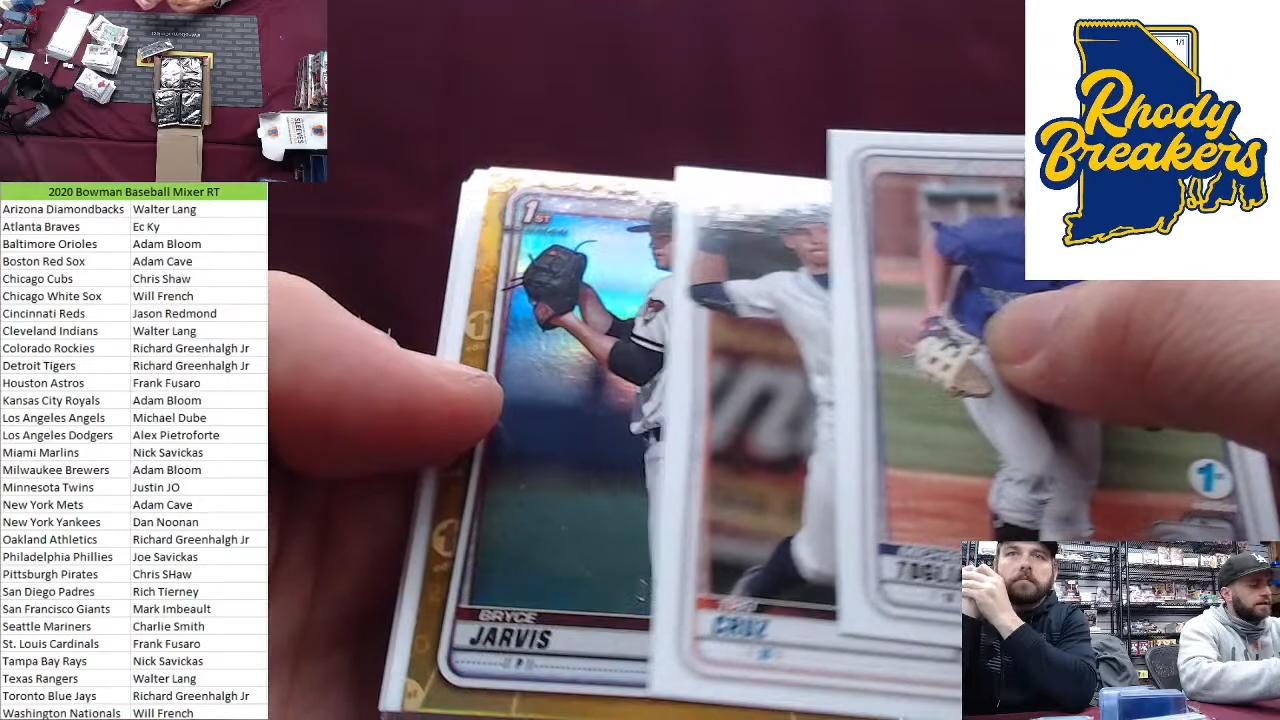 2020 Bowman Baseball Mixer RT
Arizona Diamondbacks Walter Lang
Atlanta Braves Ec Ky
Baltimore Orioles Adam Bloom
Boston Red Sox Adam Cave
Chicago Cubs Chris Shaw
Chicago White Sox Will French
Cincinnati Reds Jason Redmond
Cleveland Indians Walter Lang
Colorado Rockies Richard Greenhalgh Jr
Detroit Tigers Richard Greenhalgh Jr
Houston Astros Frank Fusaro
Kansas City Royals Adam Bloom
Los Angeles Angels Michael Dube
Los Angeles Dodgers Alex Pietroforte
Miami Marlins Nick Savickas
Milwaukee Brewers Adam Bloom
Minnesota Twins Justin JO
New York Mets Adam Cave
New York Yankees Dan Noonan
Oakland Athletics Richard Greenhalgh Jr
Philadelphia Phillies Joe Savickas
Pittsburgh Pirates Chris SHaw
San Diego Padres Rich Tierney
San Francisco Giants Mark Imbeault
Seattle Mariners Charlie Smith
St. Louis Cardinals Frank Fusaro
Tampa Bay Rays Nick Savickas
Texas Rangers Walter Lang
Toronto Blue Jays Richard Greenhalgh Jr
Washington Nationals Will French
1ST
BRYCE
JARVIS
P
CRUZ
1/1
Rhody
Breakers
SLEEVES